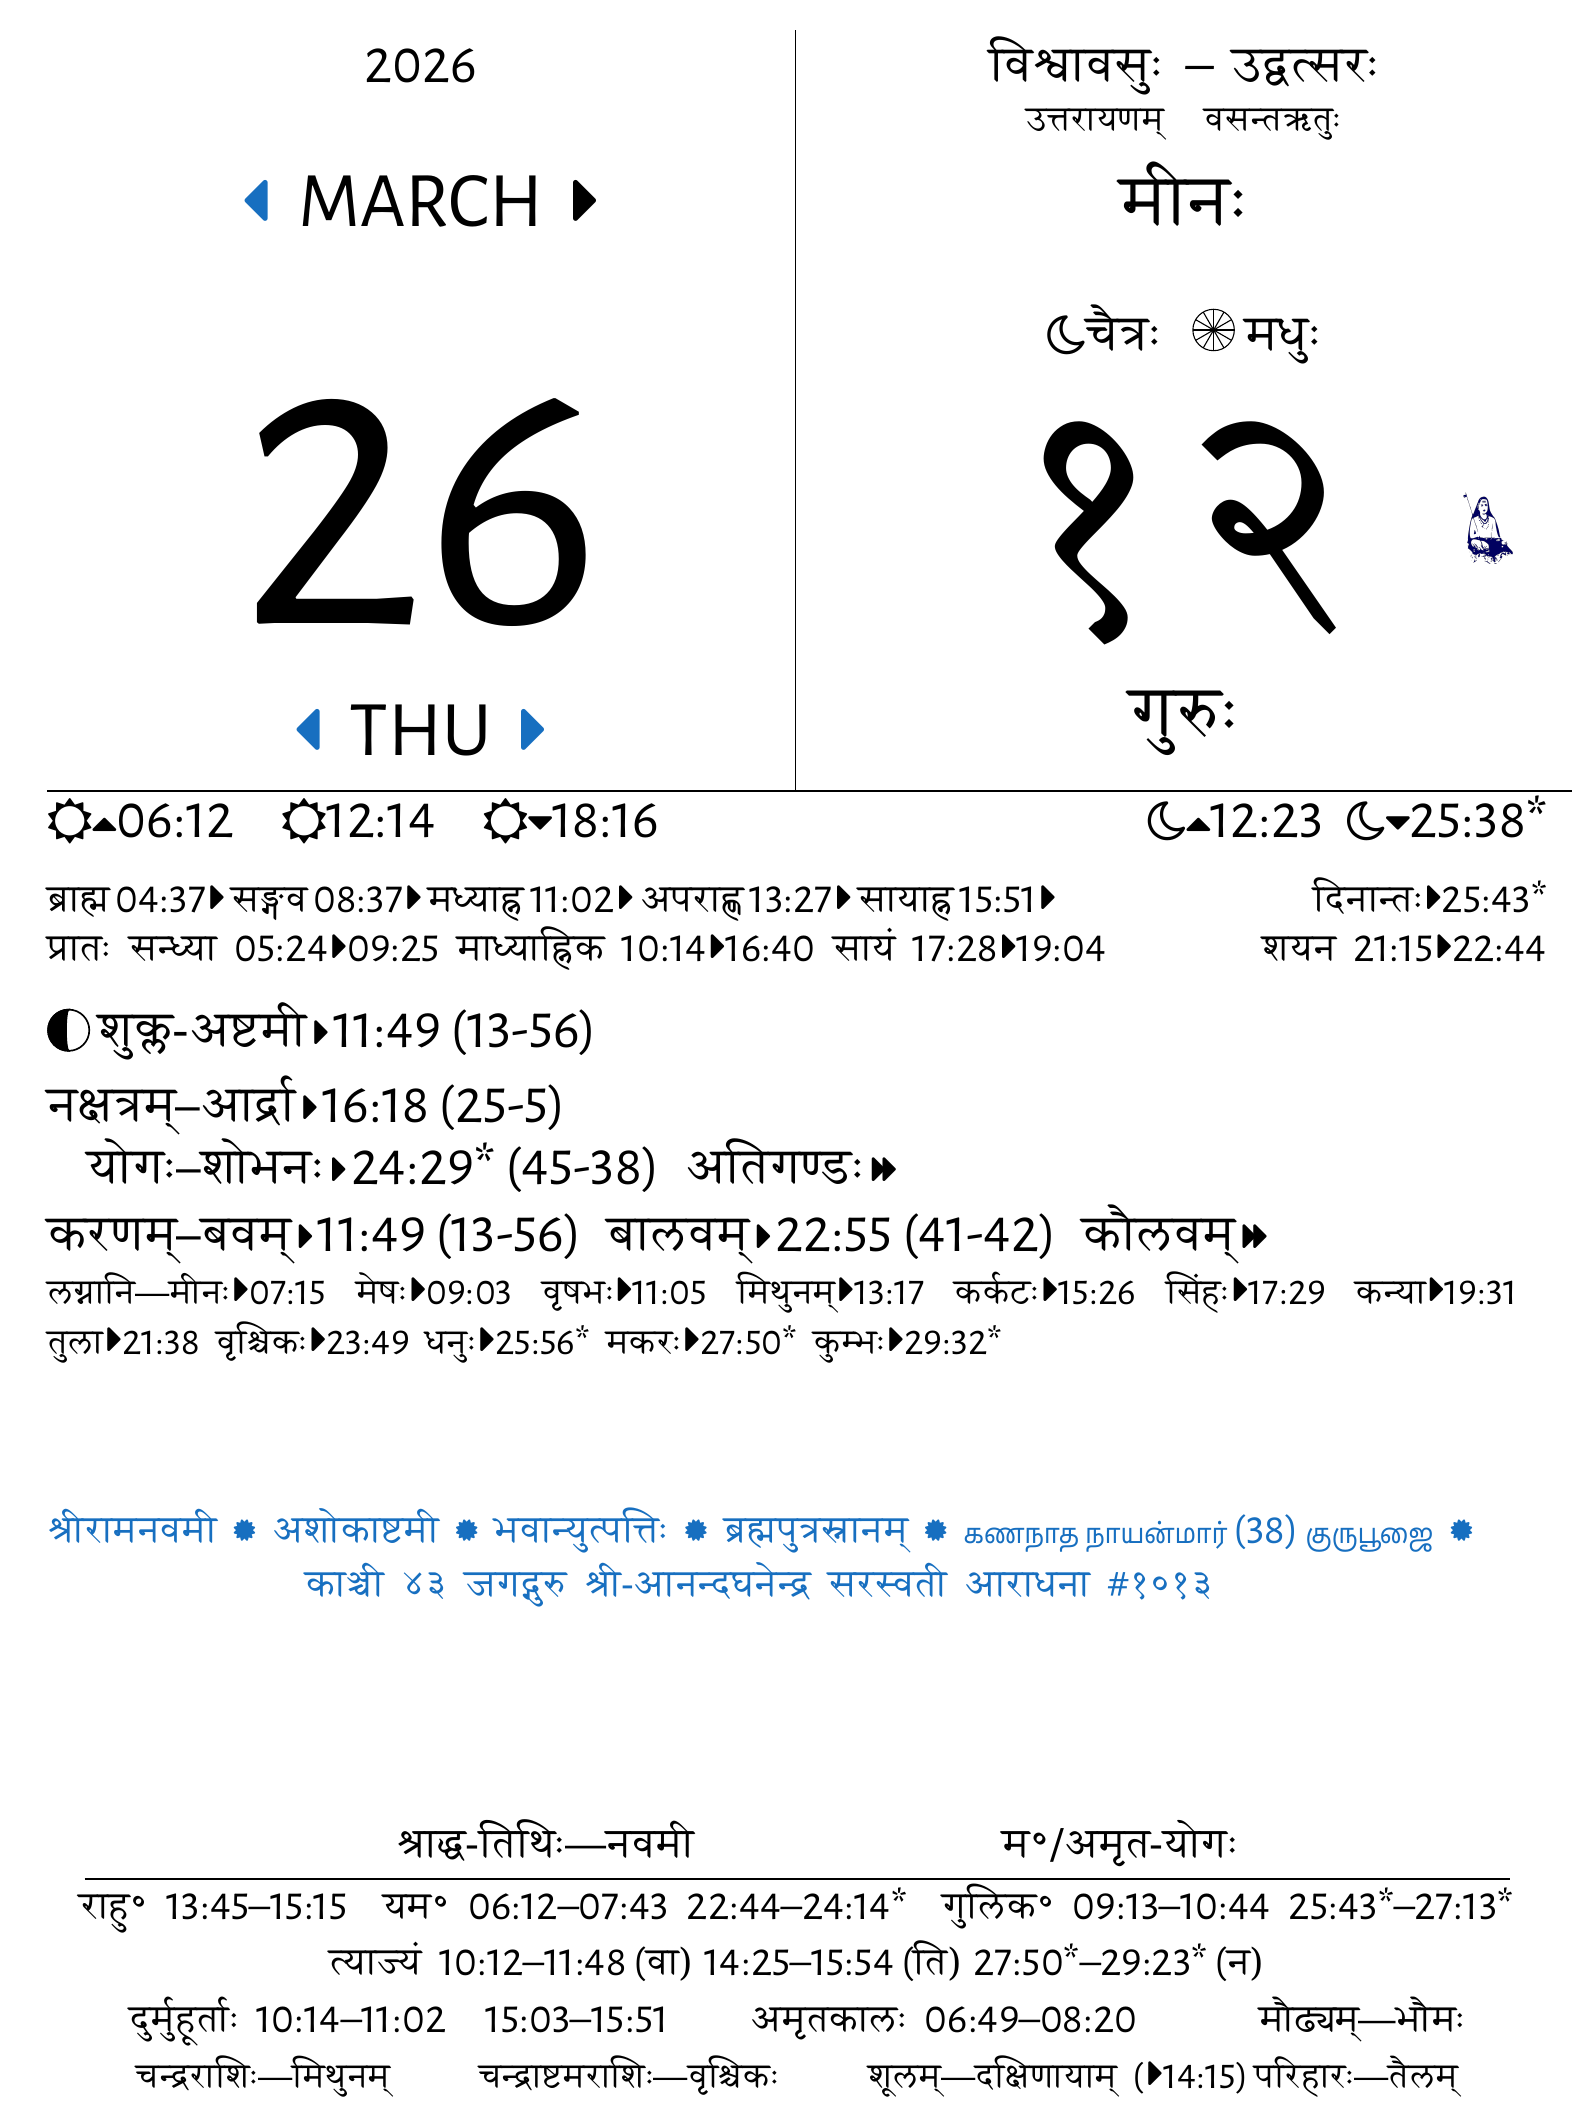 2026
MARCH
26
THU
विश्वावसुः – उद्वत्सरः
उत्तरायणम् वसन्तऋतुः
मीनः
चैत्रः मधुः
१२
गुरुः
06:12 12:14 18:16 12:23 25:38*
ब्राह्म 04:37 सङ्गव 08:37 मध्याह्न 11:02 अपराह्ण 13:27 सायाह्न 15:51 दिनान्तः 25:43*
प्रातः सन्ध्या 05:24 09:25 माध्याह्निक 10:14 16:40 सायं 17:28 19:04 शयन 21:15 22:44
शुक्ल-अष्टमी 11:49 (13-56)
नक्षत्रम्–आर्द्रा 16:18 (25-5)
योगः–शोभनः 24:29* (45-38) अतिगण्डः
करणम्–बवम् 11:49 (13-56) बालवम् 22:55 (41-42) कौलवम्
लग्नानि—मीनः 07:15 मेषः 09:03 वृषभः 11:05 मिथुनम् 13:17 कर्कटः 15:26 सिंहः 17:29 कन्या 19:31
तुला 21:38 वृश्चिकः 23:49 धनुः 25:56* मकरः 27:50* कुम्भः 29:32*
श्रीरामनवमी अशोकाष्टमी भवान्युत्पत्तिः ब्रह्मपुत्रस्नानम् கணநாத நாயன்மார் (38) குருபூஜை
काञ्ची ४३ जगद्गुरु श्री-आनन्दघनेन्द्र सरस्वती आराधना #१०१३
श्राद्ध-तिथिः—नवमी म॰/अमृत-योगः
राहु॰ 13:45–15:15 यम॰ 06:12–07:43 22:44–24:14* गुलिक॰ 09:13–10:44 25:43*–27:13*
त्याज्यं 10:12–11:48 (वा) 14:25–15:54 (ति) 27:50*–29:23* (न)
दुर्मुहूर्ताः 10:14–11:02 15:03–15:51 अमृतकालः 06:49–08:20 मौढ्यम्—भौमः
चन्द्रराशिः—मिथुनम् चन्द्राष्टमराशिः—वृश्चिकः शूलम्—दक्षिणायाम् (14:15) परिहारः—तैलम्